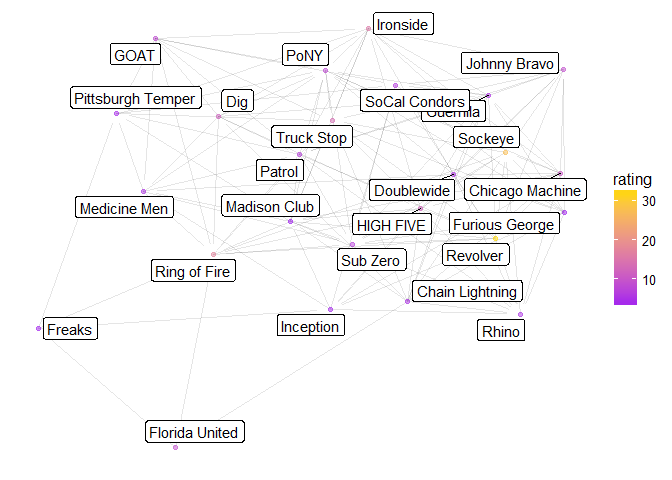 Ironside
GOAT
PoNY
Johnny Bravo
Pittsburgh Temper
Dig
SoCal Condors
Guerrilla
Truck Stop
Sockeye
Patrol
rating
Doublewide
Chicago Machine
30
Medicine Men
Madison Club
HIGH FIVE
Furious George
20
Ring of Fire
Sub Zero
Revolver
10
Chain Lightning
Freaks
Inception
Rhino
Florida United